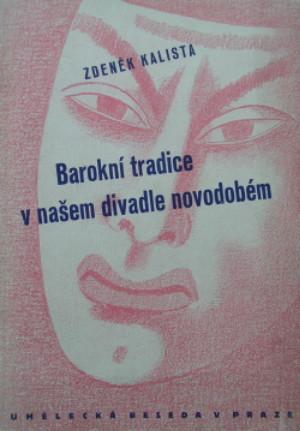 ZDENĚK KALISTA
Barokní tradice
v našem divadle novodobém
UMĚLECKÁ BESEDA V PRAZE